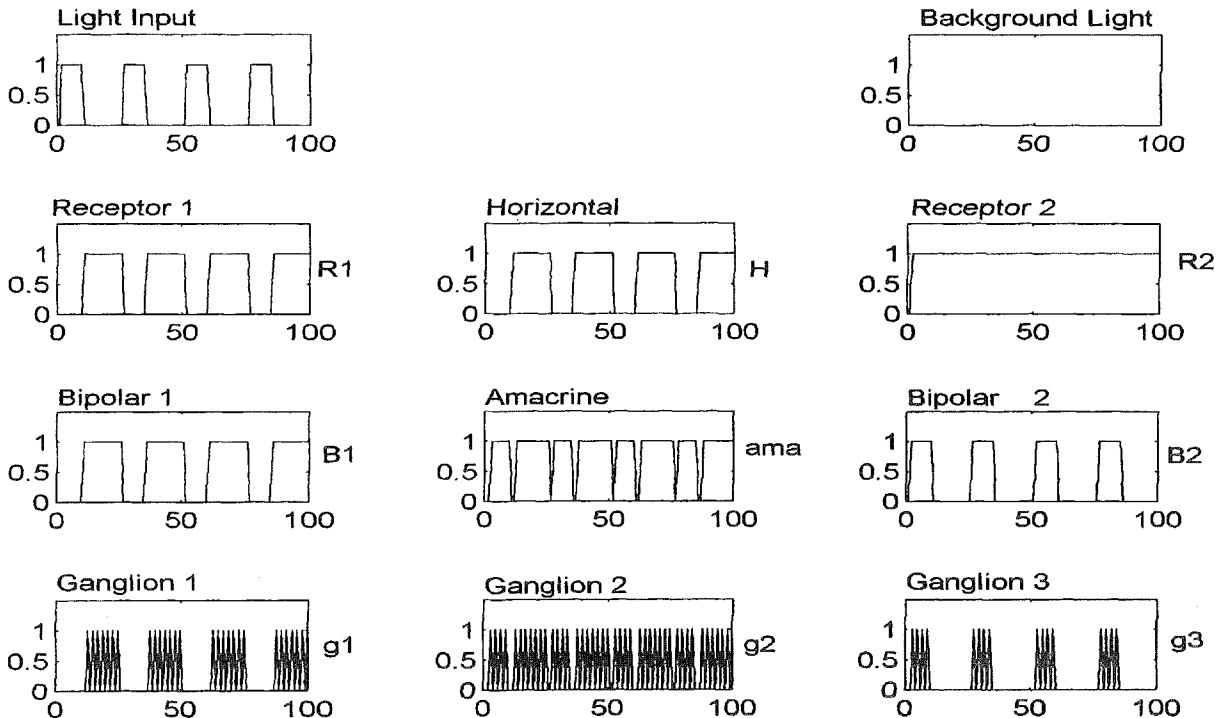 Light Input
Background Light
1
0.5
0
0 50 100
1
0.5
0
0 50 100
Receptor 1
Horizontal
Receptor 2
1
0.5
0
0 50 100
R1
1
0.5
0
0 50 100
H
1
0.5
0
0 50 100
R2
Bipolar 1
Amacrine
Bipolar 2
1
0.5
0
0 50 100
B1
1
0.5
0
0 50 100
ama
1
0.5
0
0 50 100
B2
Ganglion 1
Ganglion 2
Ganglion 3
1
0.5
0
0 50 100
g1
1
0.5
0
0 50 100
g2
1
0.5
0
0 50 100
g3